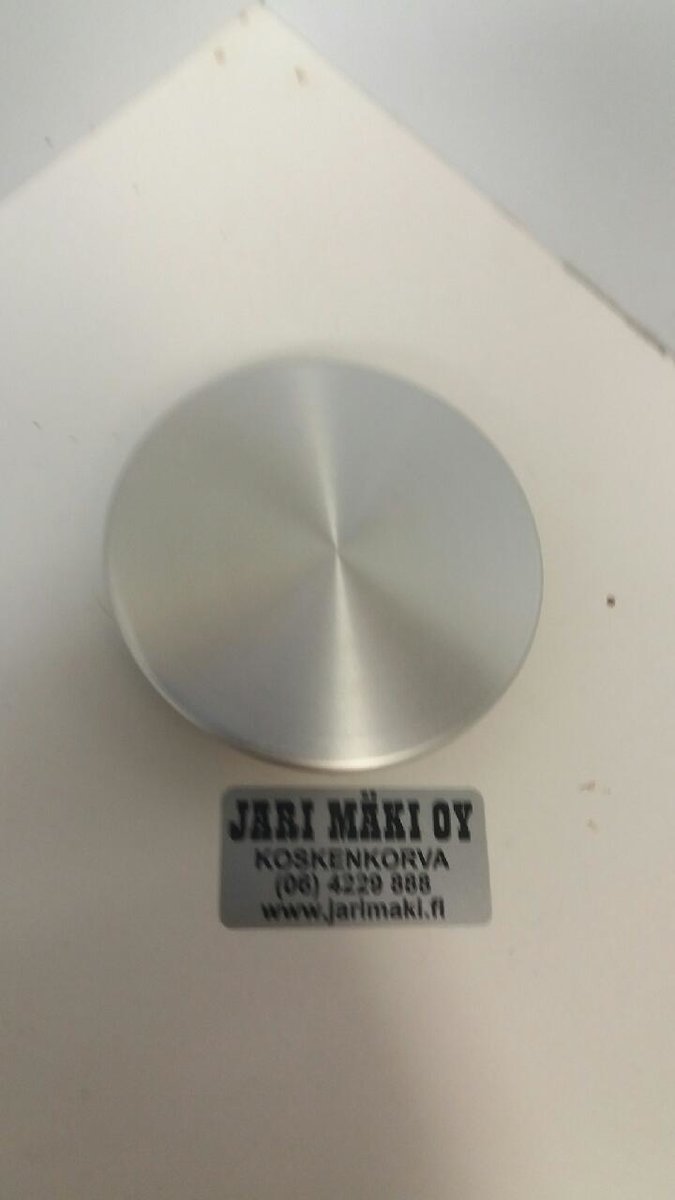 JARI MÄKI OY
KOSKENKORVA
(06) 4229 888
www.jarimaki.fi